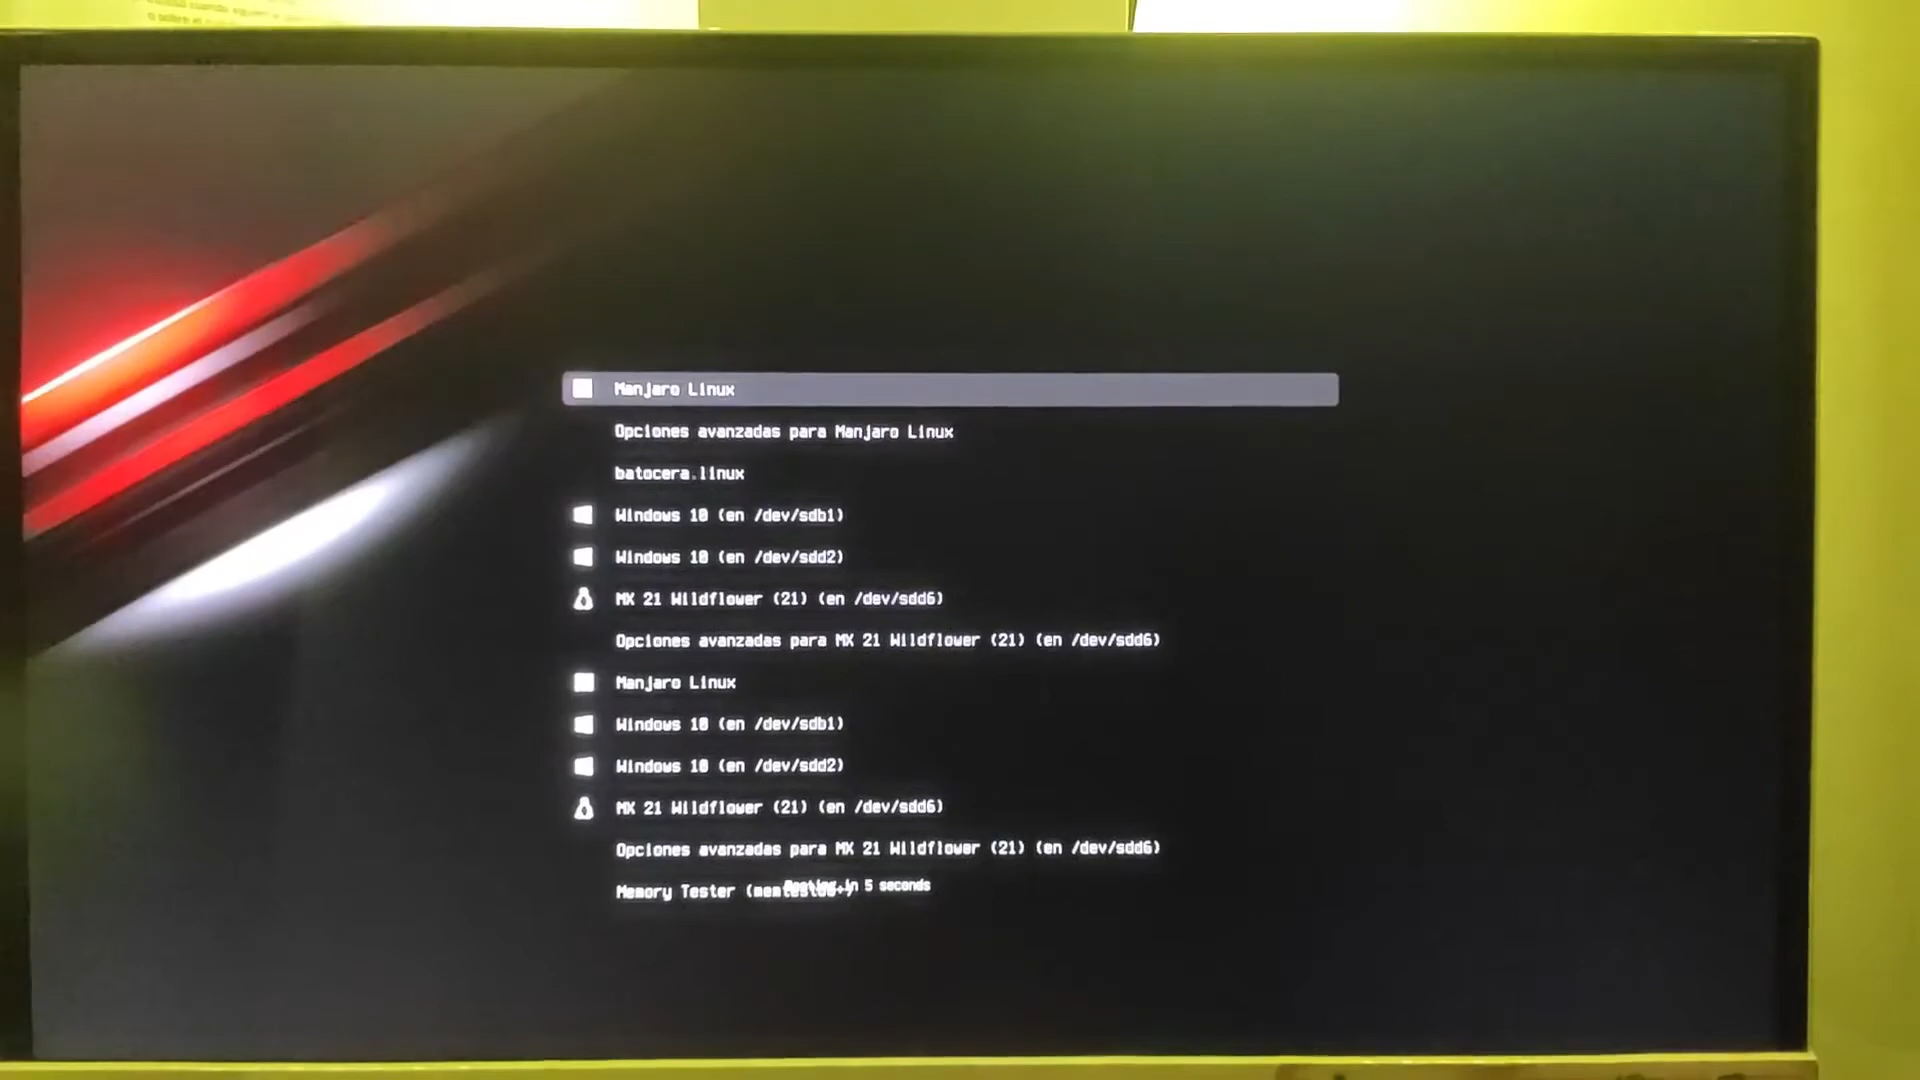 Manjaro Linux
Opciones avanzadas para Manjaro Linux
batocera.linux
Windows 10 (en /dev/sdb1)
Windows 10 (en /dev/sdd2)
MX 21 Wildflower (21) (en /dev/sdd6)
Opciones avanzadas para MX 21 Wildflower (21) (en /dev/sdd6)
Manjaro Linux
Windows 10 (en /dev/sdb1)
Windows 10 (en /dev/sdd2)
MX 21 Wildflower (21) (en /dev/sdd6)
Opciones avanzadas para MX 21 Wildflower (21) (en /dev/sdd6)
Memory Tester
in 5 seconds